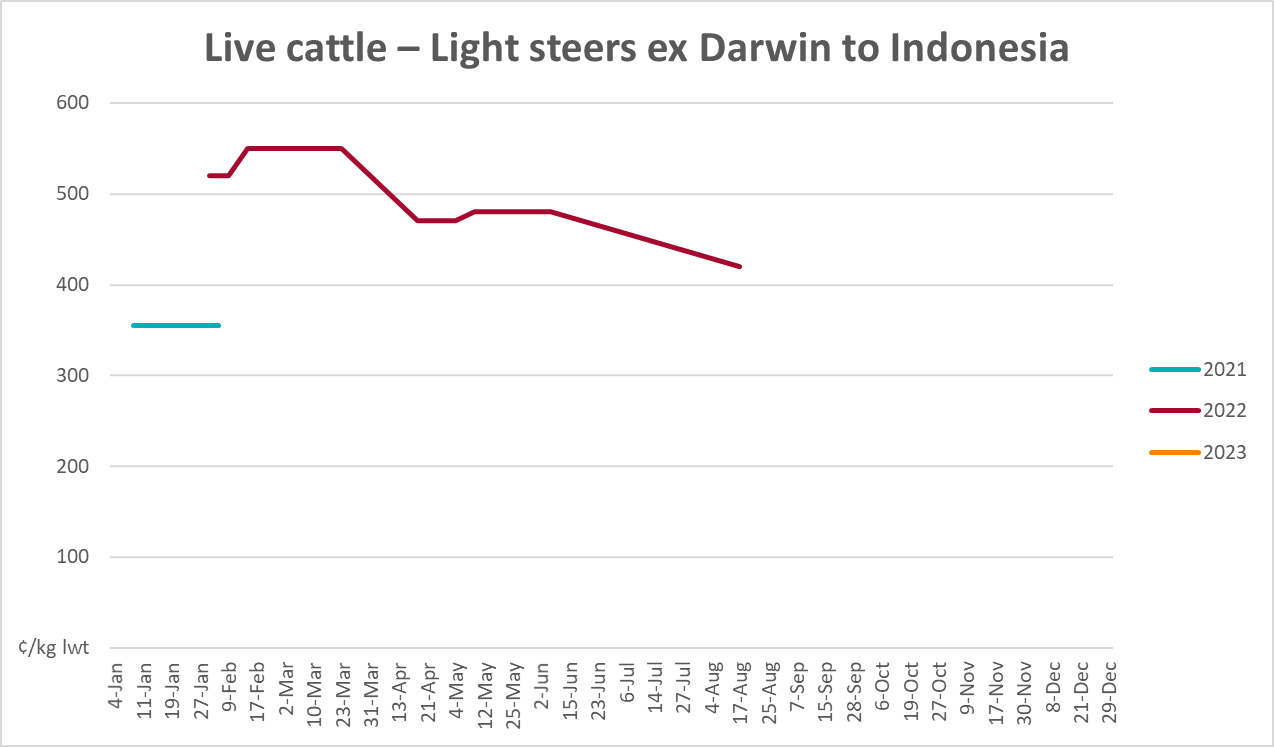 Live cattle – Light steers ex Darwin to Indonesia
600
500
400
300
200
100
¢/kg lwt
4-Jan
11-Jan
19-Jan
27-Jan
9-Feb
17-Feb
2-Mar
10-Mar
23-Mar
31-Mar
13-Apr
21-Apr
4-May
12-May
25-May
2-Jun
15-Jun
23-Jun
6-Jul
14-Jul
27-Jul
4-Aug
17-Aug
25-Aug
7-Sep
15-Sep
28-Sep
6-Oct
19-Oct
27-Oct
9-Nov
17-Nov
30-Nov
8-Dec
21-Dec
29-Dec
2021
2022
2023